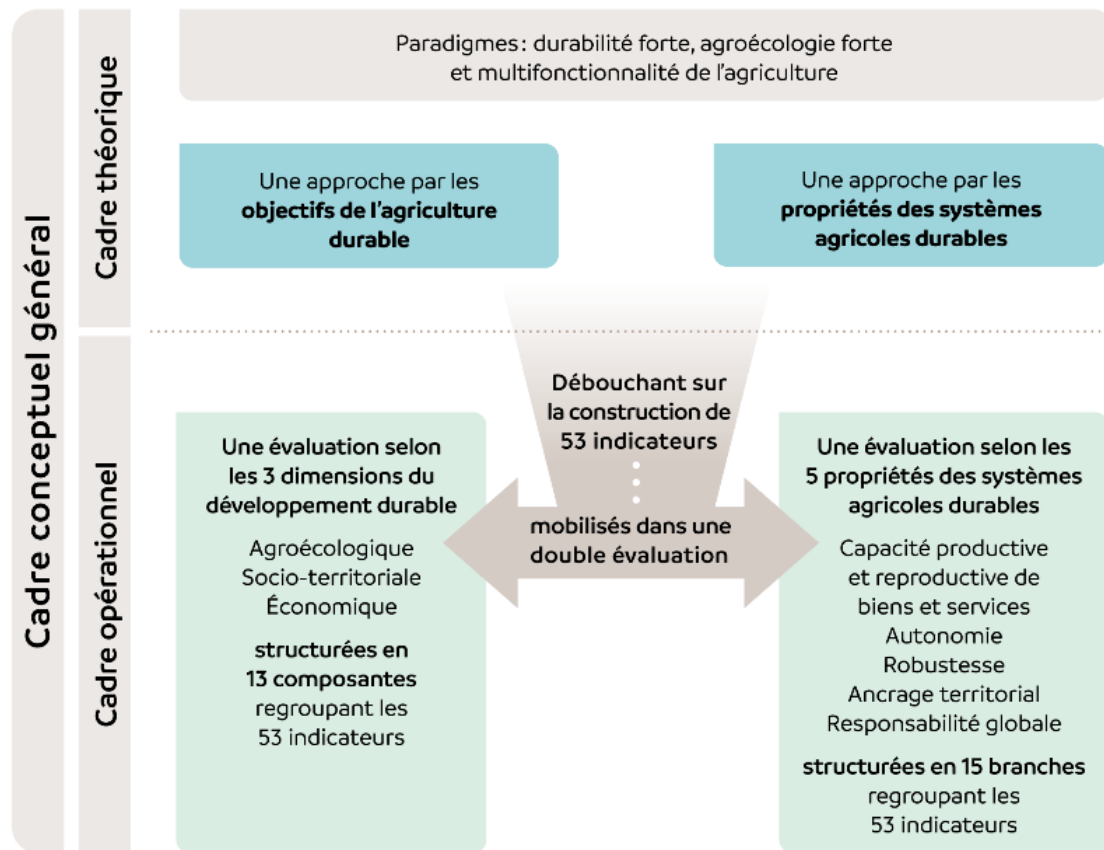 Cadre conceptuel général
Cadre théorique
Paradigmes : durabilité forte, agroécologie forte
et multifonctionnalité de l'agriculture
Une approche par les
objectifs de l'agriculture
durable
Une approche par les
propriétés des systèmes
agricoles durables
Cadre opérationnel
Débouchant sur
la construction de
53 indicateurs
mobilisés dans une
double évaluation
Une évaluation selon
les 3 dimensions du
développement durable
Agroécologique
Socio-territoriale
Économique
structurées en
13 composantes
regroupant les
53 indicateurs
Une évaluation selon les
5 propriétés des systèmes
agricoles durables
Capacité productive
et reproductive de
biens et services
Autonomie
Robustesse
Ancrage territorial
Responsabilité globale
structurées en 15 branches
regroupant les
53 indicateurs